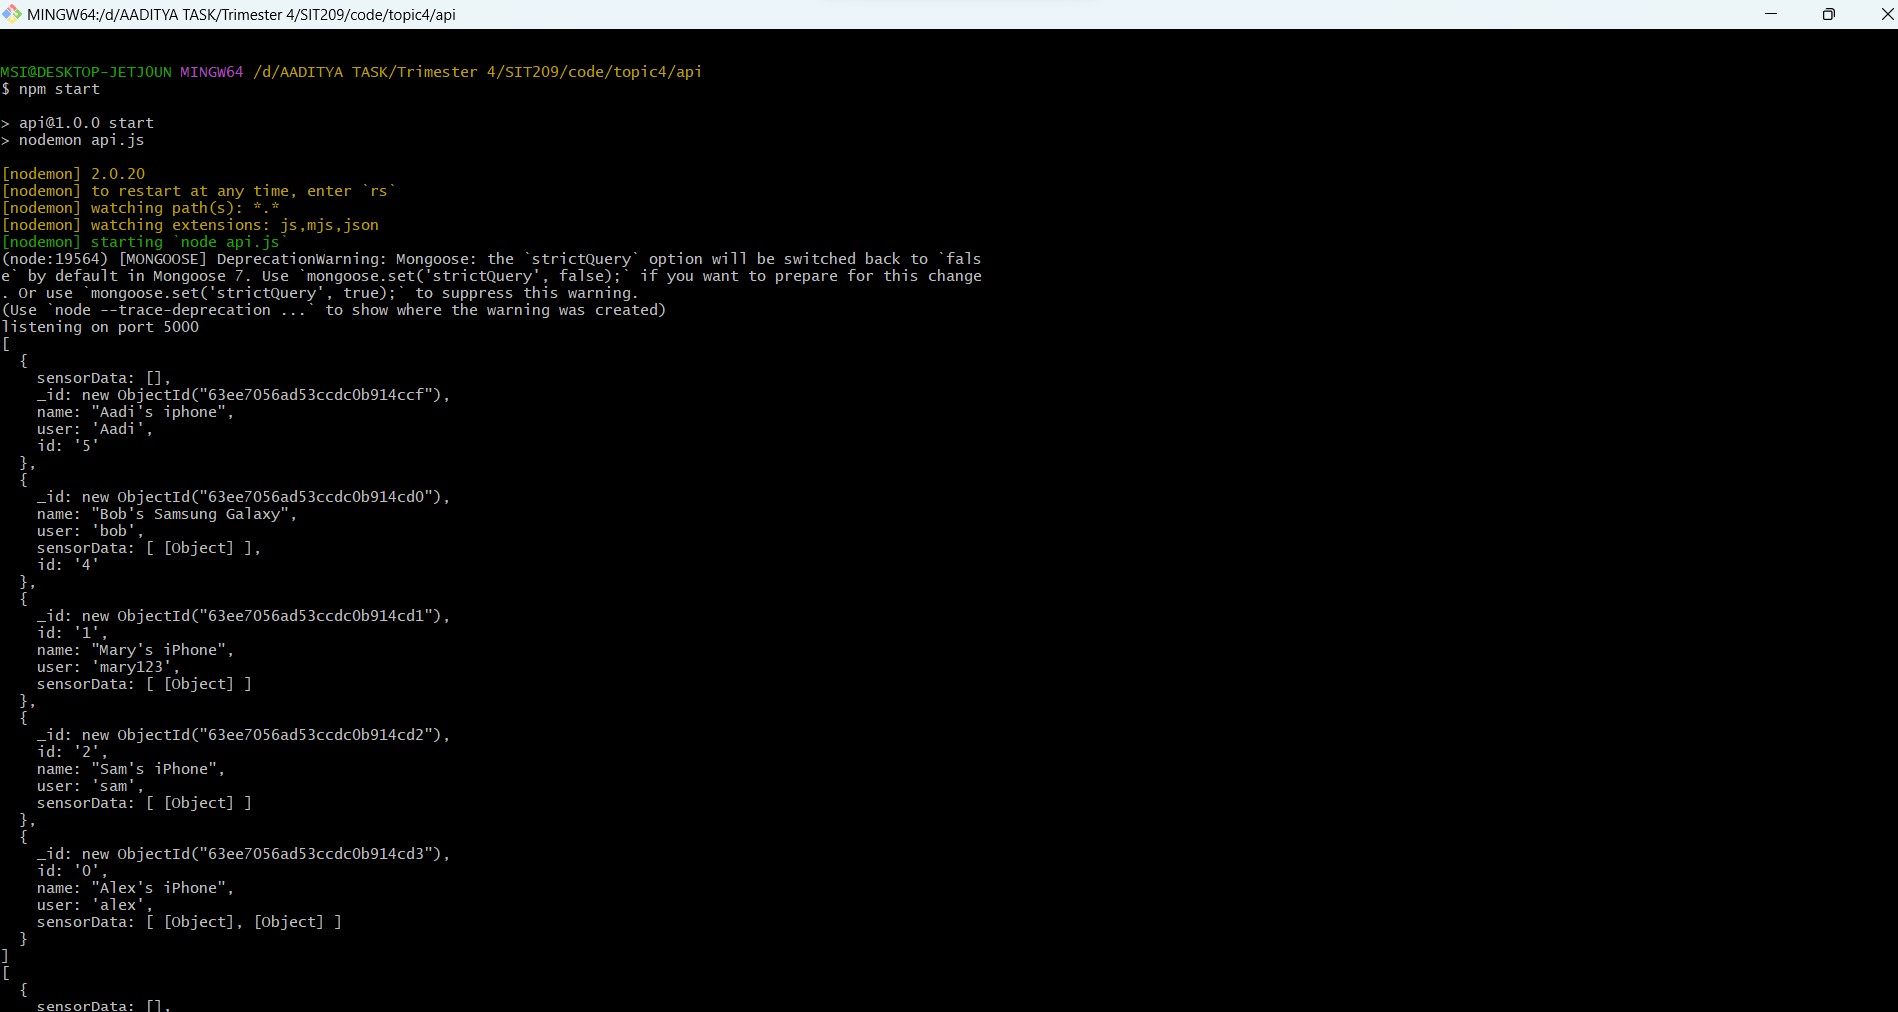 MINGW64:/d/AADITYA TASK/Trimester 4/SIT209/code/topic4/api
MSI@DESKTOP-JETJOUN MINGW64 /d/AADITYA TASK/Trimester 4/SIT209/code/topic4/api
$ npm start
> api@1.0.0 start
> nodemon api.js
[nodemon] 2.0.20
[nodemon] to restart at any time, enter `rs`
[nodemon] watching path(s): *.*
[nodemon] watching extensions: js,mjs,json
[nodemon] starting `node api.js`
(node:19564) [MONGOOSE] DeprecationWarning: Mongoose: the `strictQuery` option will be switched back to `fals
e` by default in Mongoose 7. Use `mongoose.set('strictQuery', false);` if you want to prepare for this change
. Or use `mongoose.set('strictQuery', true);` to suppress this warning.
(Use `node --trace-deprecation ...` to show where the warning was created)
listening on port 5000
[
  {
    sensorData: [],
    _id: new ObjectId("63ee7056ad53ccdc0b914ccf"),
    name: "Aadi's iphone",
    user: 'Aadi',
    id: '5'
  },
  {
    _id: new ObjectId("63ee7056ad53ccdc0b914cd0"),
    name: "Bob's Samsung Galaxy",
    user: 'bob',
    sensorData: [ [Object] ],
    id: '4'
  },
  {
    _id: new ObjectId("63ee7056ad53ccdc0b914cd1"),
    id: '1',
    name: "Mary's iPhone",
    user: 'mary123',
    sensorData: [ [Object] ]
  },
  {
    _id: new ObjectId("63ee7056ad53ccdc0b914cd2"),
    id: '2',
    name: "Sam's iPhone",
    user: 'sam',
    sensorData: [ [Object] ]
  },
  {
    _id: new ObjectId("63ee7056ad53ccdc0b914cd3"),
    id: '0',
    name: "Alex's iPhone",
    user: 'alex',
    sensorData: [ [Object], [Object] ]
  }
]
[
  {
    sensorData: [],